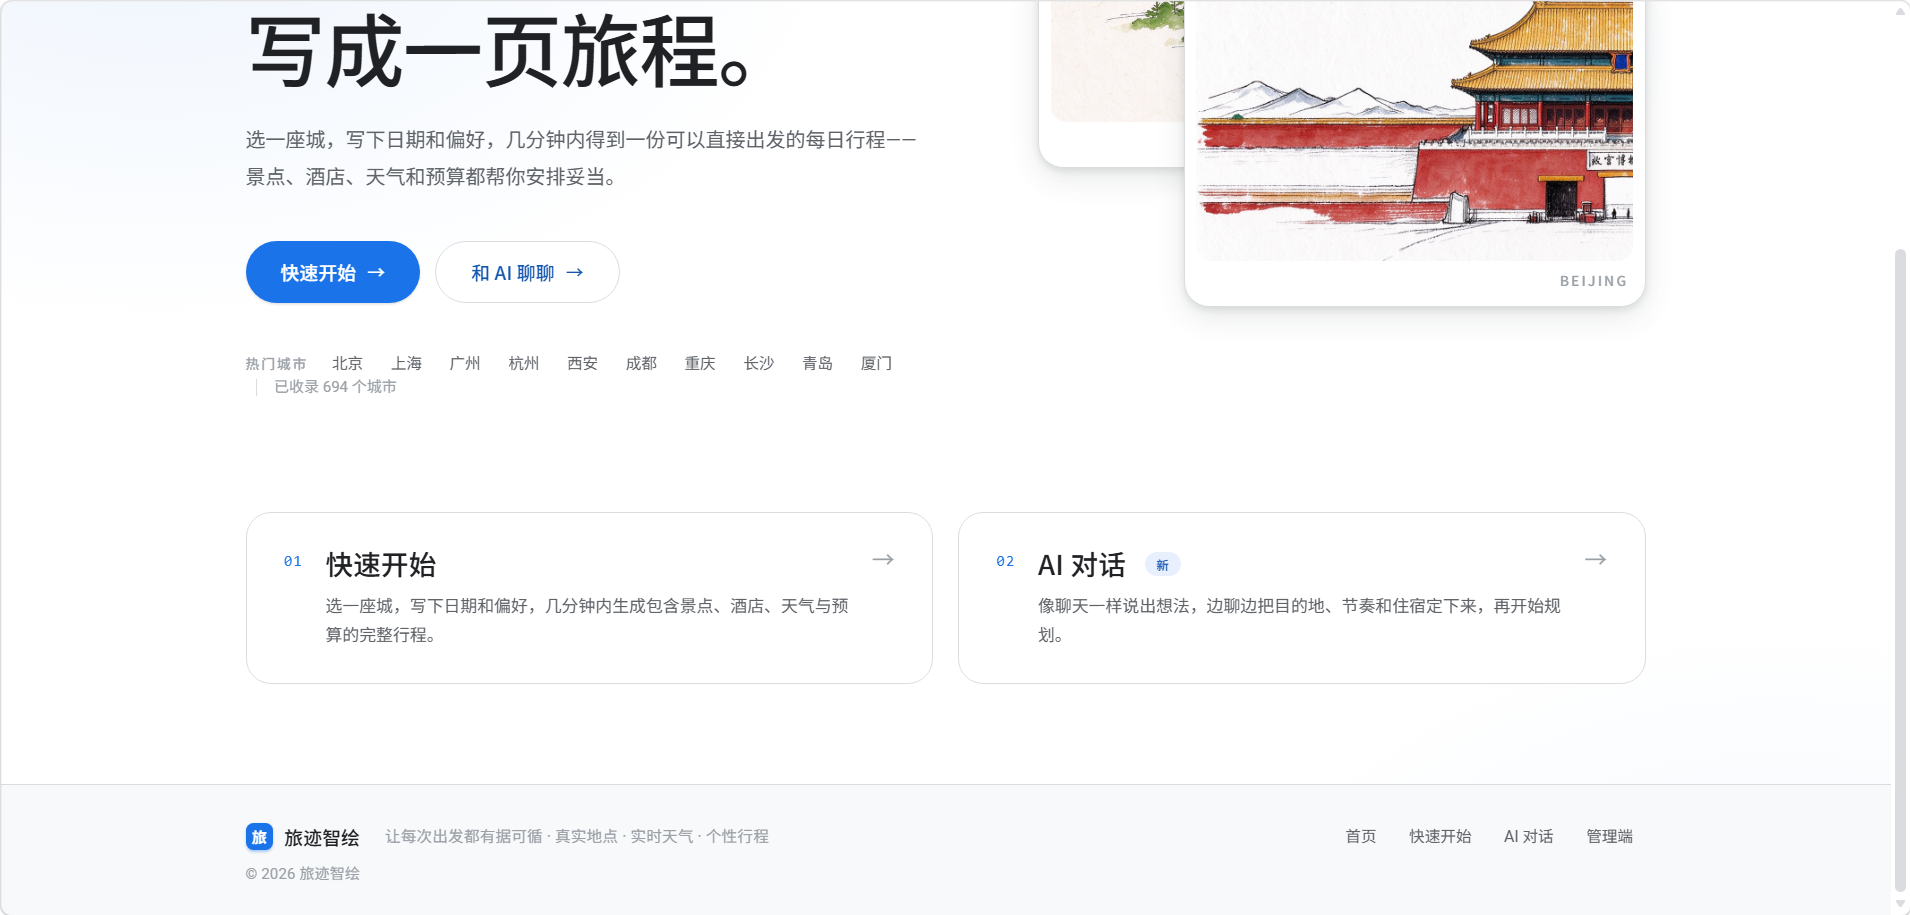 写成一页旅程。
选一座城，写下日期和偏好，几分钟内得到一份可以直接出发的每日行程——
景点、酒店、天气和预算都帮你安排妥当。
快速开始 →
和 AI 聊聊 →
热门城市 北京 上海 广州 杭州 西安 成都 重庆 长沙 青岛 厦门
已收录 694 个城市
BEIJING
01 快速开始 →
选一座城，写下日期和偏好，几分钟内生成包含景点、酒店、天气与预
算的完整行程。
02 AI 对话 新 →
像聊天一样说出想法，边聊边把目的地、节奏和住宿定下来，再开始规
划。
旅 旅迹智绘 让每次出发都有据可循 · 真实地点 · 实时天气 · 个性行程
© 2026 旅迹智绘
首页 快速开始 AI 对话 管理端